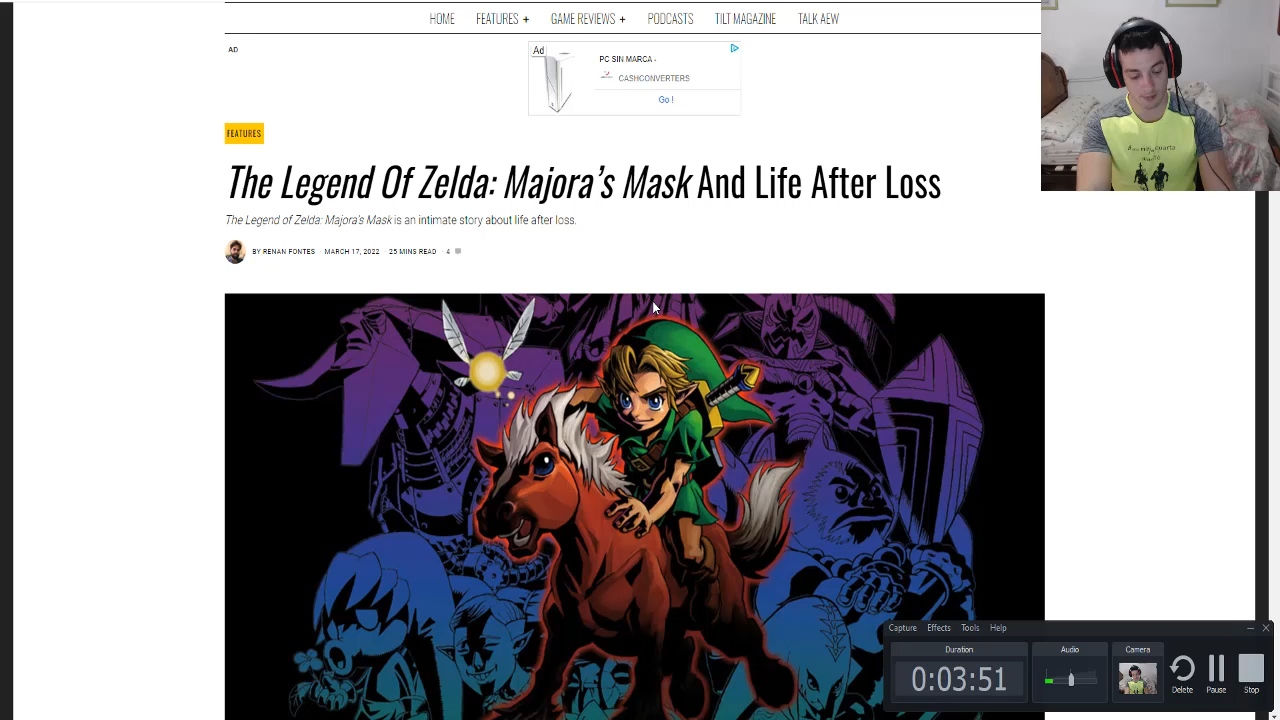 HOME FEATURES + GAME REVIEWS + PODCASTS TILT MAGAZINE TALK AEW
AD
Ad
PC SIN MARCA -
CASHCONVERTERS
Go !
FEATURES
The Legend Of Zelda: Majora's Mask And Life After Loss
The Legend of Zelda: Majora's Mask is an intimate story about life after loss.
BY RENAN FONTES MARCH 17, 2022 25 MINS READ 4
Capture Effects Tools Help
Duration Audio Camera
0:03:51
Delete Pause Stop